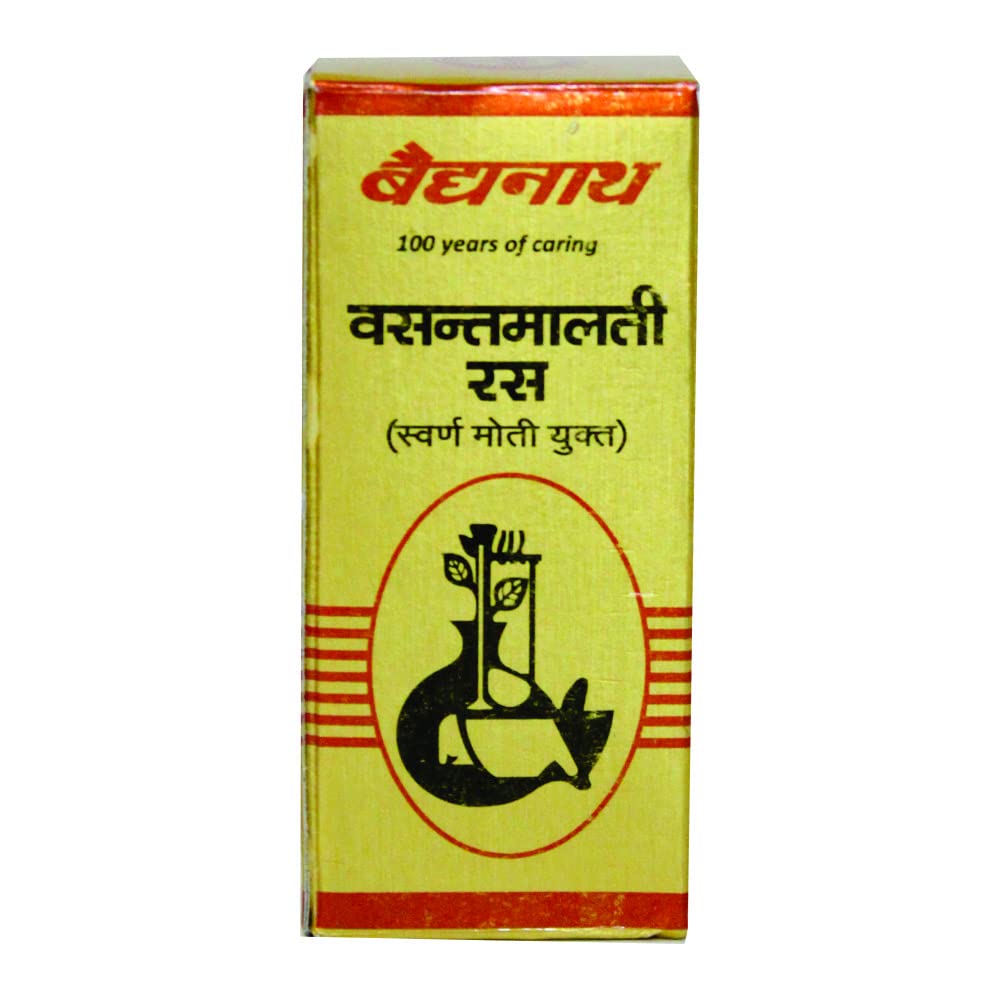 बैद्यनाथ
100 years of caring
वसन्तमालती
रस
(स्वर्ण मोती युक्त)